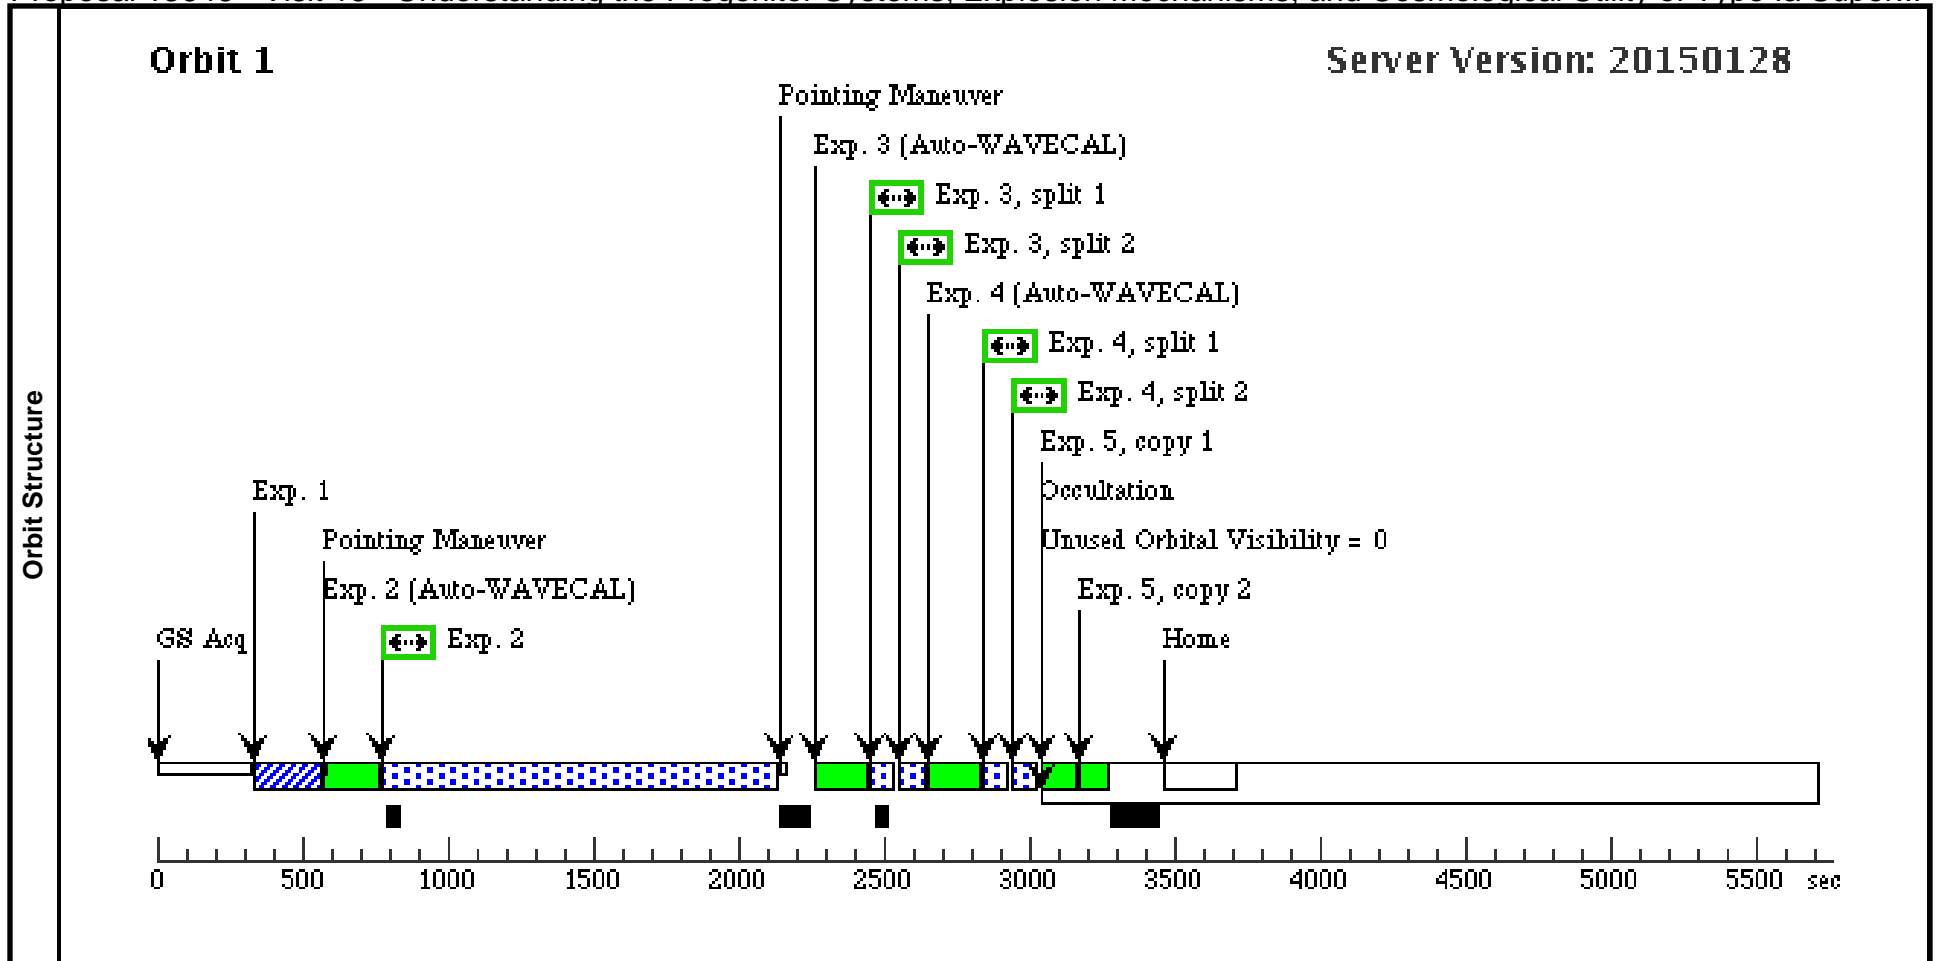 Orbit 1
Server Version: 20150128
Pointing Maneuver
Exp. 3 (Auto-WAVECAL)
Exp. 3, split 1
Exp. 3, split 2
Exp. 4 (Auto-WAVECAL)
Exp. 4, split 1
Exp. 4, split 2
Exp. 5, copy 1
Exp. 1
Occultation
Pointing Maneuver
Unused Orbital Visibility = 0
Exp. 2 (Auto-WAVECAL)
Exp. 5, copy 2
GS Acq
Exp. 2
Home
Orbit Structure
0 500 1000 1500 2000 2500 3000 3500 4000 4500 5000 5500 sec